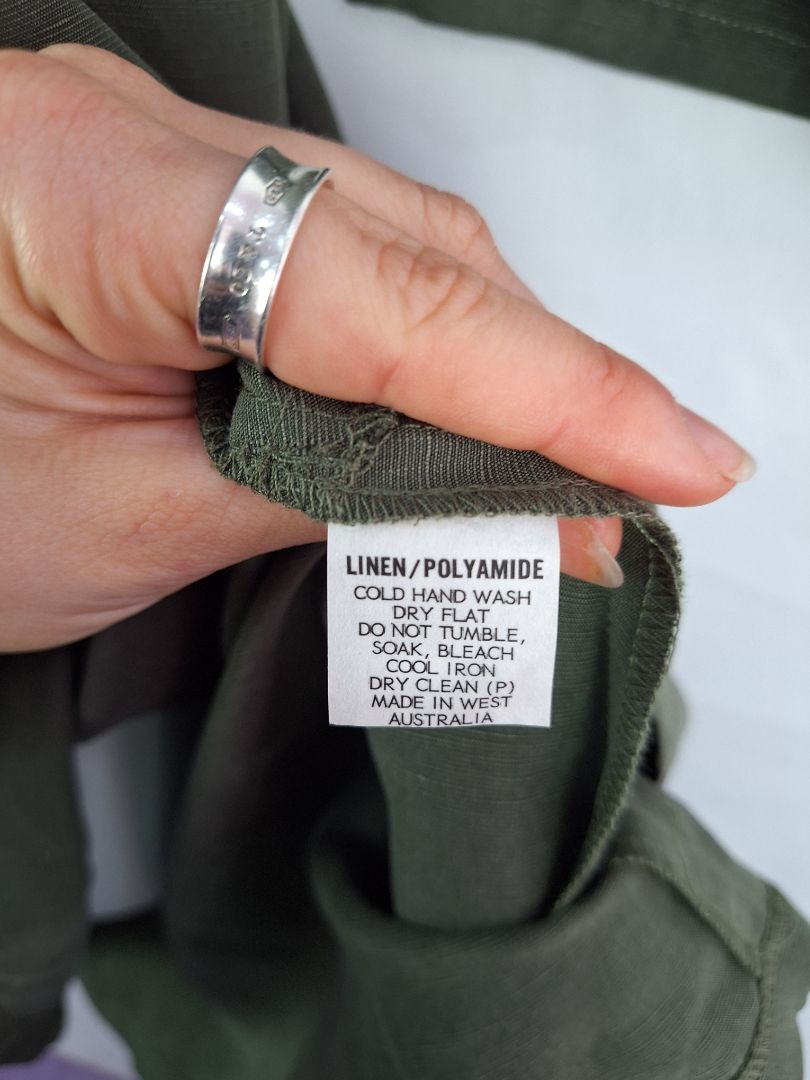 LINEN/POLYAMIDE
COLD HAND WASH
DRY FLAT
DO NOT TUMBLE,
SOAK, BLEACH
COOL IRON
DRY CLEAN (P)
MADE IN WEST
AUSTRALIA